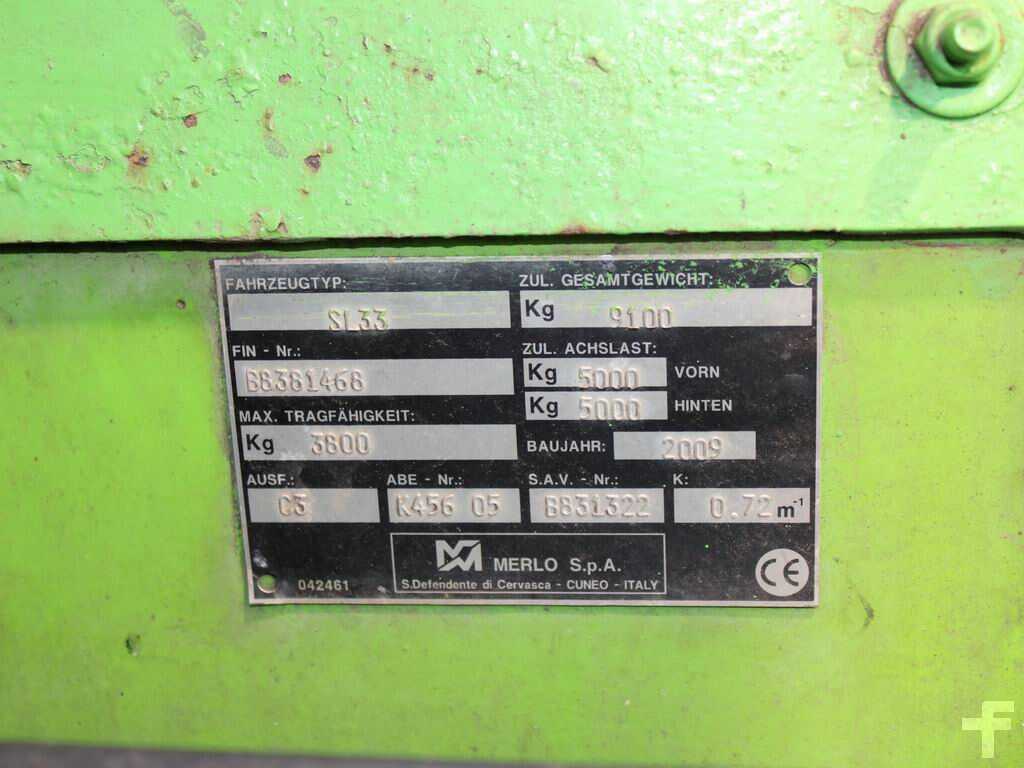 FAHRZEUGTYP:
SL33
FIN - Nr.:
B8381468
MAX. TRAGFÄHIGKEIT:
Kg 3800
ZUL. GESAMTGEWICHT:
Kg 9100
ZUL. ACHSLAST:
Kg 5000 VORN
Kg 5000 HINTEN
BAUJAHR: 2009
AUSF.: ABE - Nr.: S.A.V. - Nr.: K:
C3 K456 05 B831322 0.72 m⁻¹
MERLO S.p.A.
S.Defendente di Cervasca - CUNEO - ITALY
042461
CE